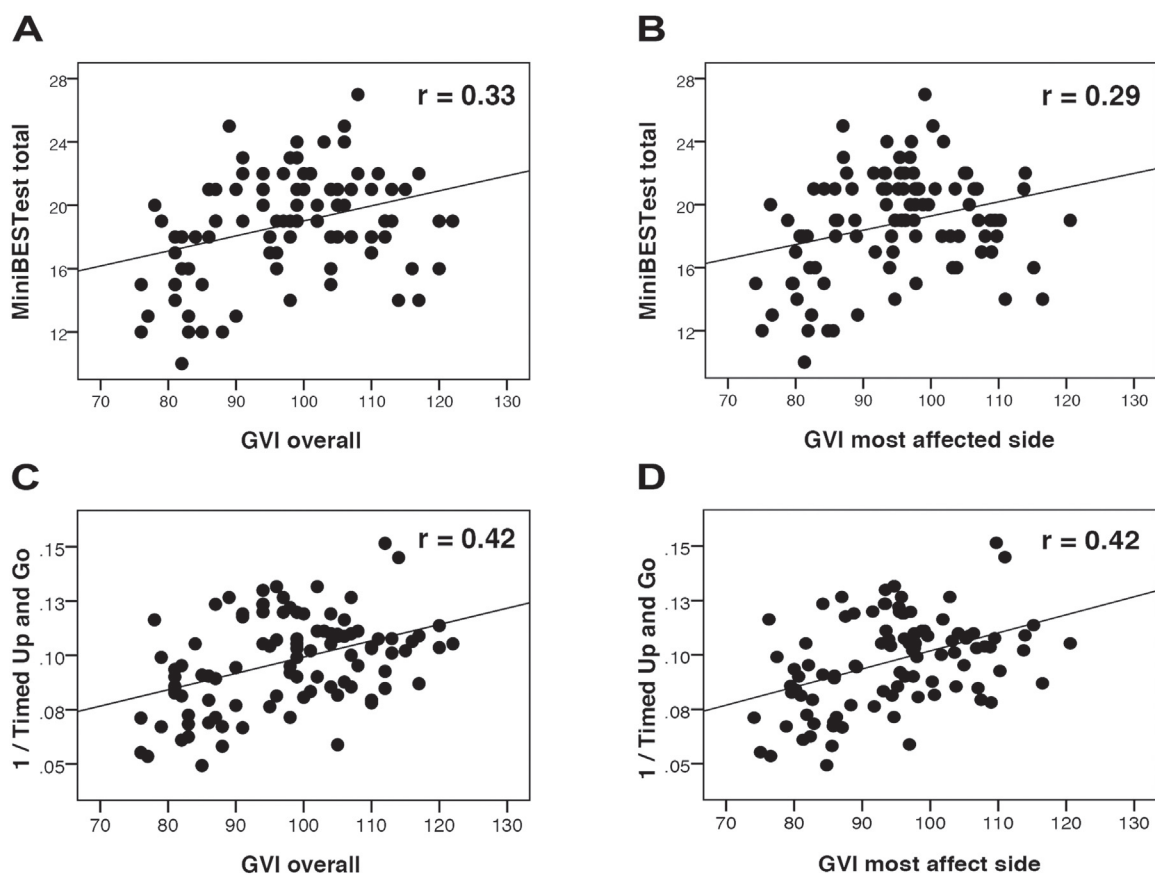 A
B
MiniBESTest total
28
24
20
16
12
r = 0.33
70 80 90 100 110 120 130
GVI overall
MiniBESTest total
28
24
20
16
12
r = 0.29
70 80 90 100 110 120 130
GVI most affected side
C
D
1 / Timed Up and Go
.15
.13
.10
.08
.05
r = 0.42
70 80 90 100 110 120 130
GVI overall
1 / Timed Up and Go
.15
.13
.10
.08
.05
r = 0.42
70 80 90 100 110 120 130
GVI most affect side